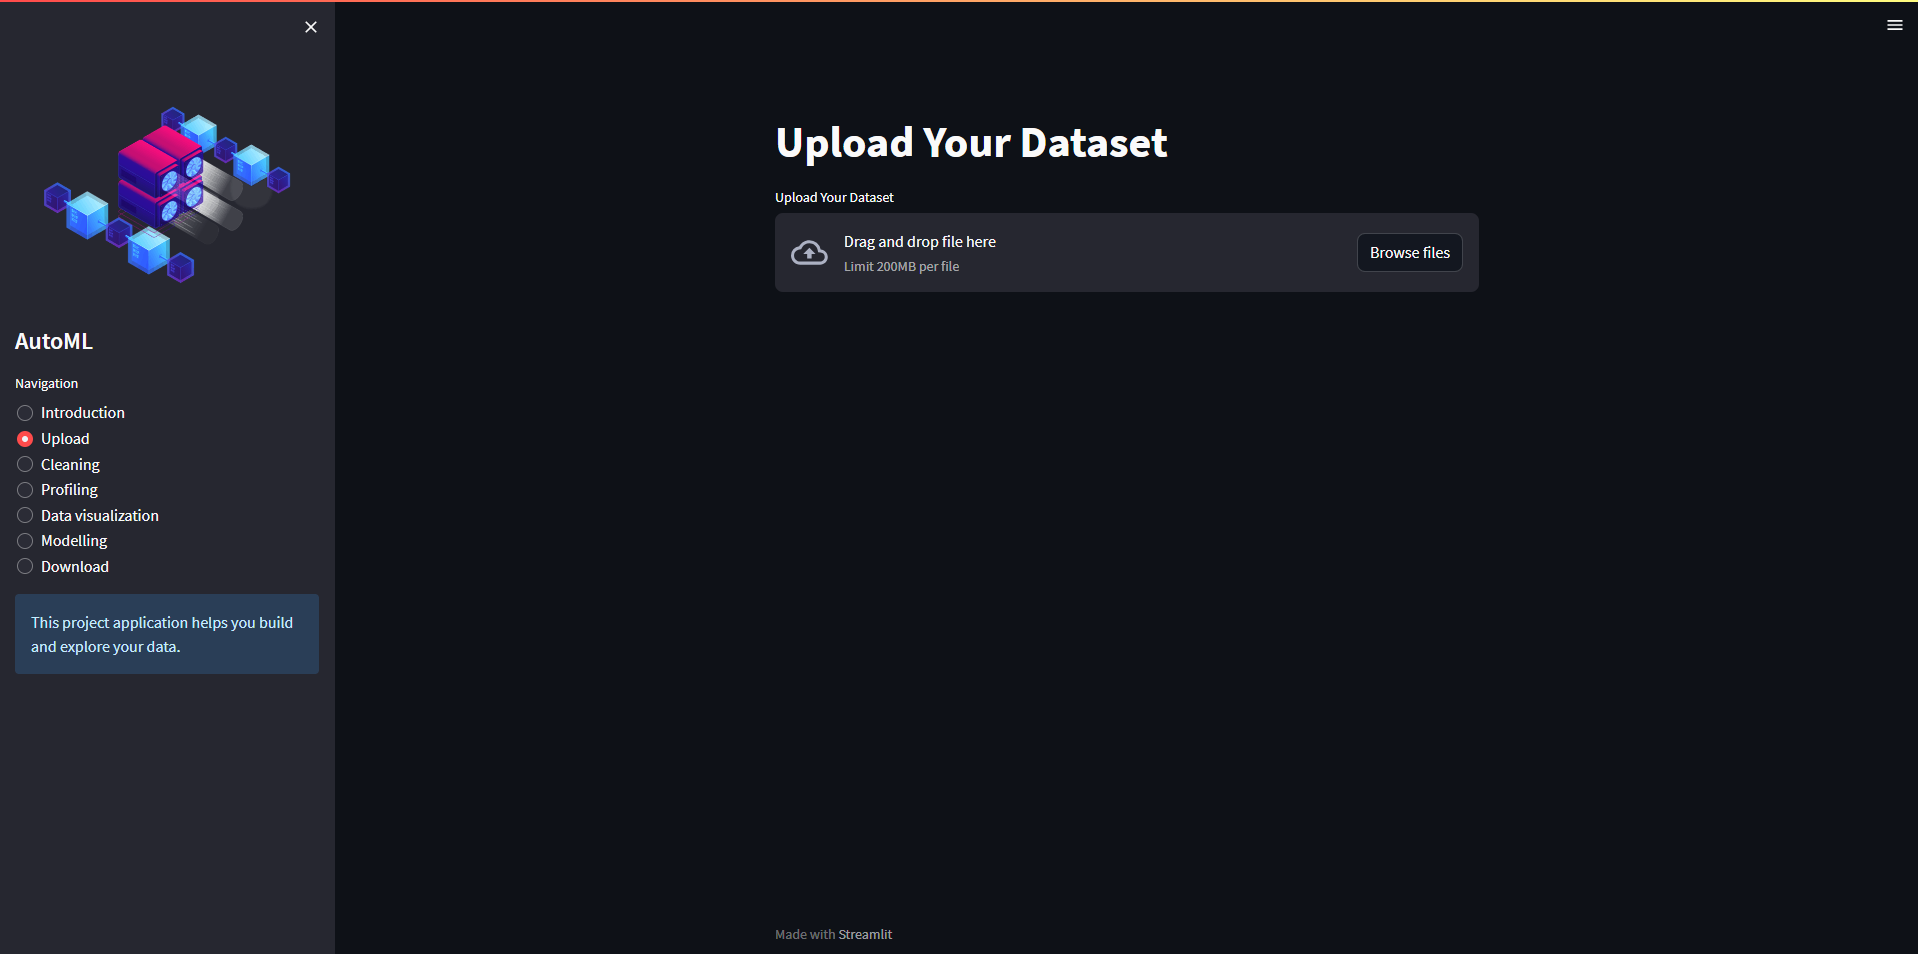 AutoML
Navigation
Introduction
Upload
Cleaning
Profiling
Data visualization
Modelling
Download
This project application helps you build
and explore your data.
Upload Your Dataset
Upload Your Dataset
Drag and drop file here
Limit 200MB per file
Browse files
Made with Streamlit